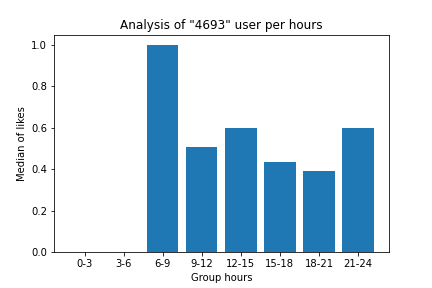 Analysis of "4693" user per hours
1.0
0.8
0.6
0.4
0.2
0.0
Median of likes
0-3 3-6 6-9 9-12 12-15 15-18 18-21 21-24
Group hours